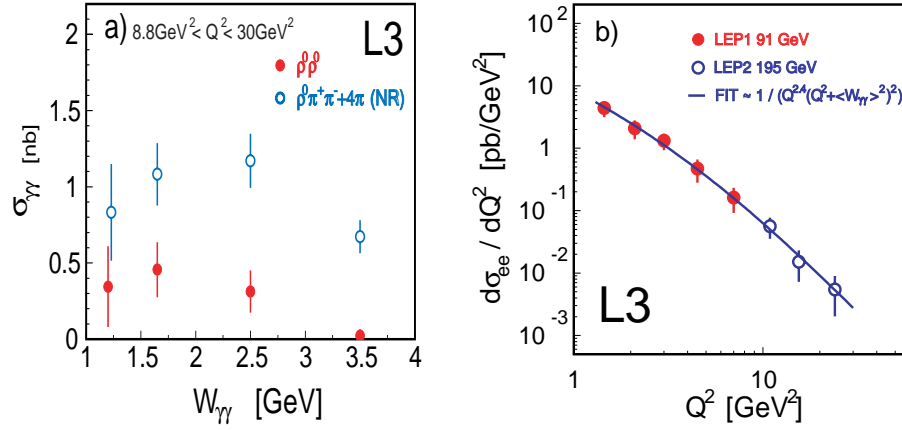 a) 8.8GeV² < Q² < 30GeV²
L3
ρ⁰ρ⁰
ρ⁰π⁺π⁻+4π (NR)
σγγ [nb]
2
1.5
1
0.5
0
1 1.5 2 2.5 3 3.5 4
Wγγ [GeV]
b)
LEP1 91 GeV
LEP2 195 GeV
FIT ~ 1 / (Q²·⁴(Q²+<Wγγ>²)²)
L3
dσee / dQ² [pb/GeV²]
10²
10
1
10⁻¹
10⁻²
10⁻³
1 10
Q² [GeV²]